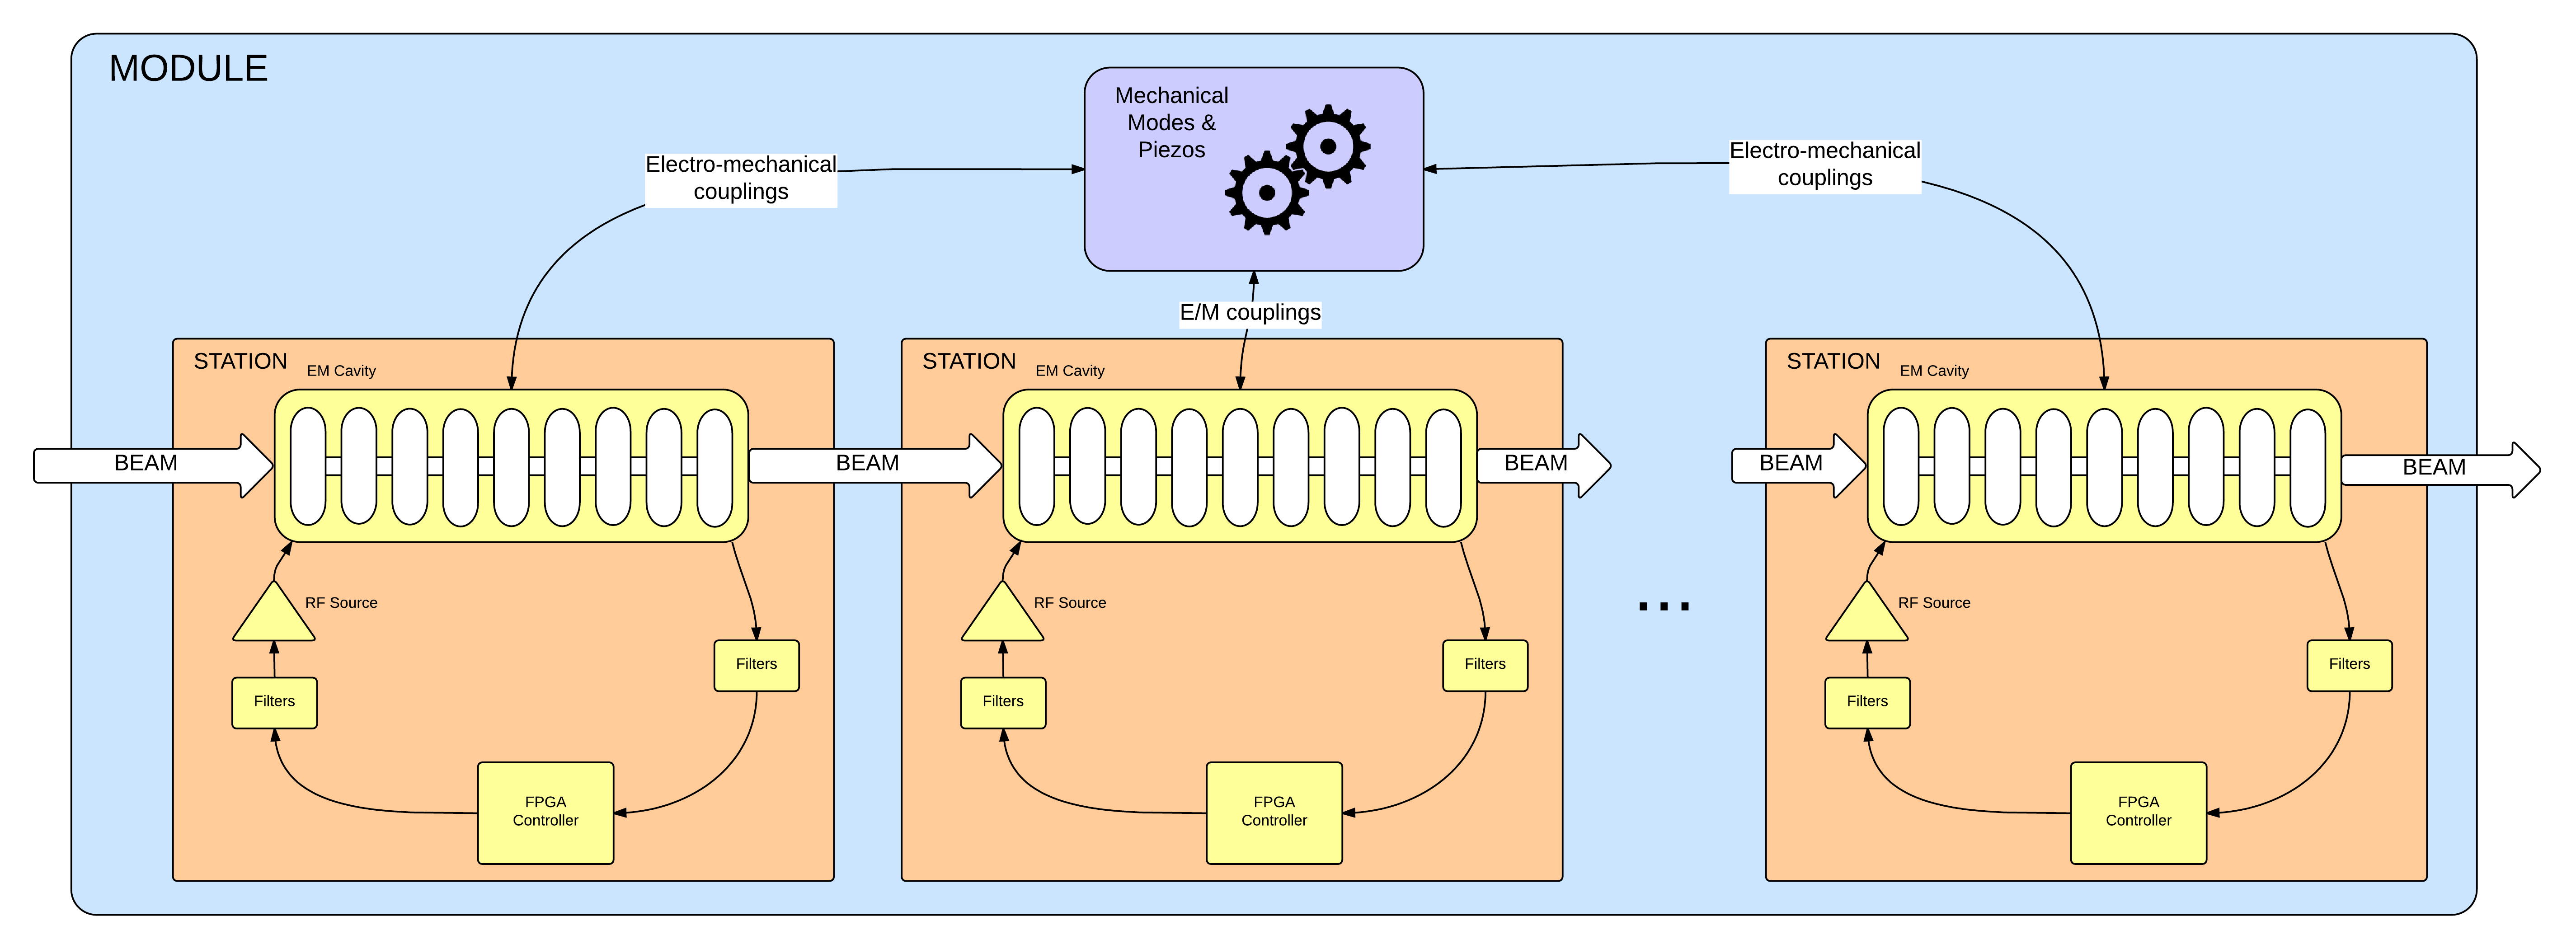 MODULE
Mechanical
Modes &
Piezos
Electro-mechanical
couplings
Electro-mechanical
couplings
E/M couplings
STATION
EM Cavity
BEAM
RF Source
Filters
Filters
FPGA
Controller
BEAM
STATION
EM Cavity
RF Source
Filters
Filters
FPGA
Controller
BEAM
...
BEAM
STATION
EM Cavity
RF Source
Filters
Filters
FPGA
Controller
BEAM